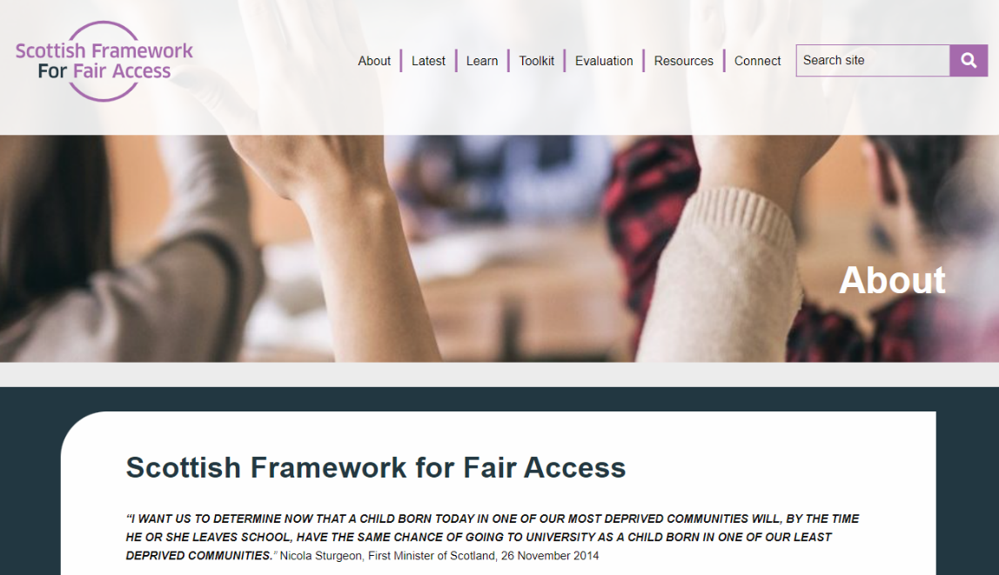 Scottish Framework
For Fair Access
About
Latest
Learn
Toolkit
Evaluation
Resources
Connect
Search site
About
Scottish Framework for Fair Access
“I WANT US TO DETERMINE NOW THAT A CHILD BORN TODAY IN ONE OF OUR MOST DEPRIVED COMMUNITIES WILL, BY THE TIME
HE OR SHE LEAVES SCHOOL, HAVE THE SAME CHANCE OF GOING TO UNIVERSITY AS A CHILD BORN IN ONE OF OUR LEAST
DEPRIVED COMMUNITIES.” Nicola Sturgeon, First Minister of Scotland, 26 November 2014